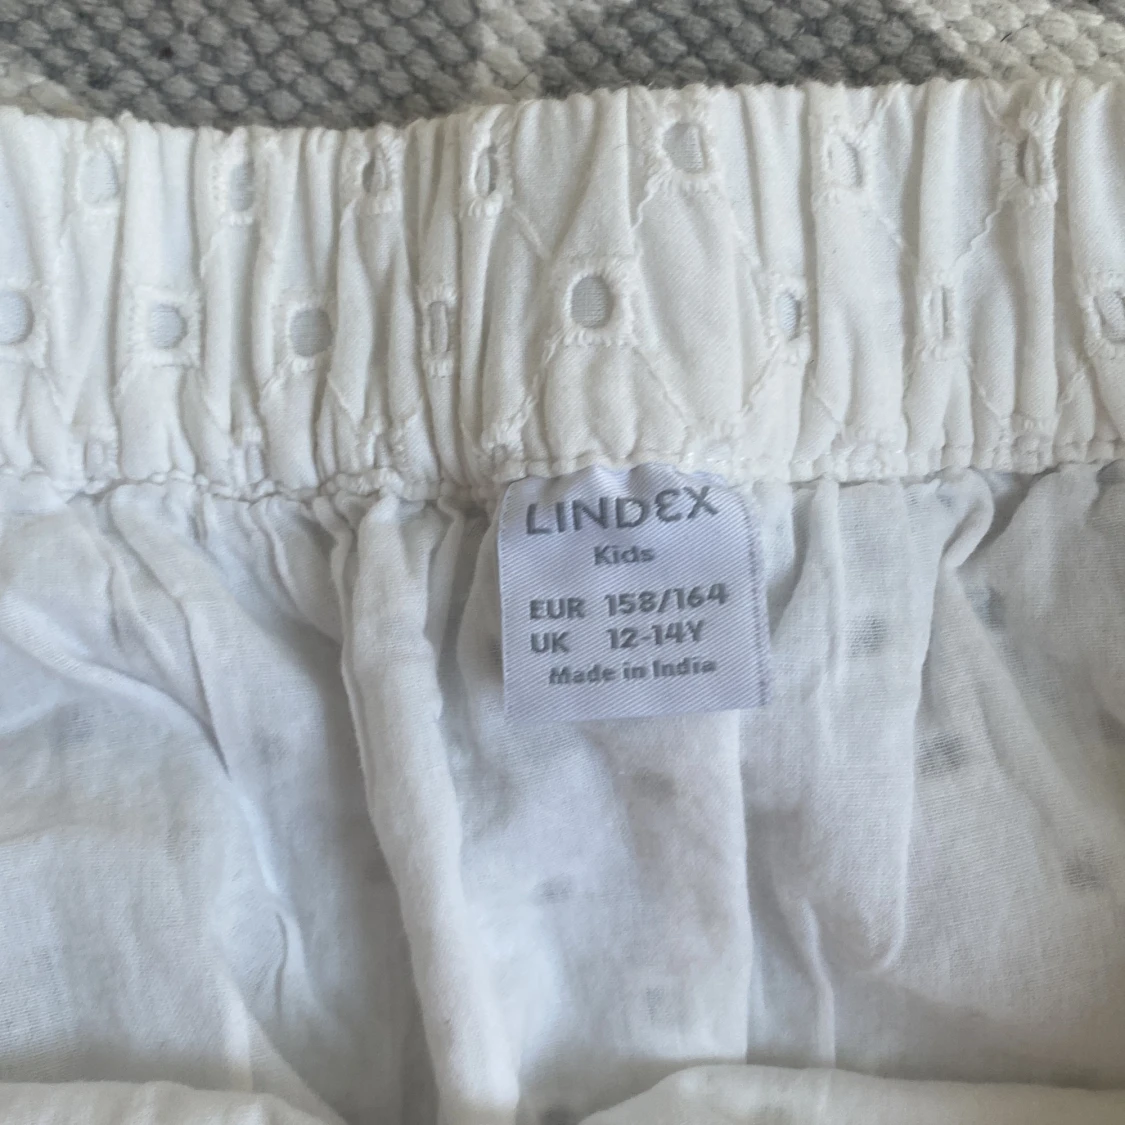 LINDEX
Kids
EUR 158/164
UK 12-14Y
Made in India